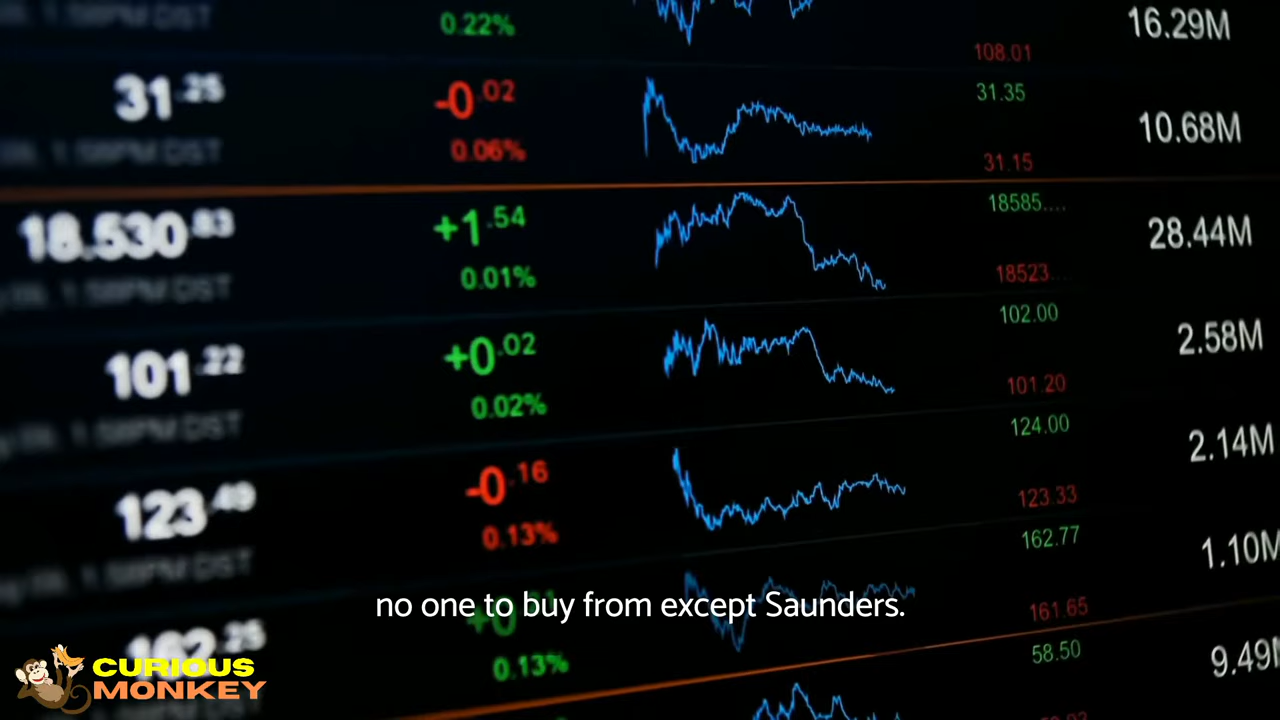 0.22%
16.29M
108.01
31.25
-0.02
31.35
10.68M
0.06%
31.15
18.530.83
+1.54
18585....
28.44M
0.01%
18523...
102.00
101.22
+0.02
2.58M
0.02%
101.20
124.00
123.49
-0.16
2.14M
0.13%
123.33
162.77
1.10M
no one to buy from except Saunders.
161.65
162.25
0.13%
58.50
9.49M
CURIOUS
MONKEY